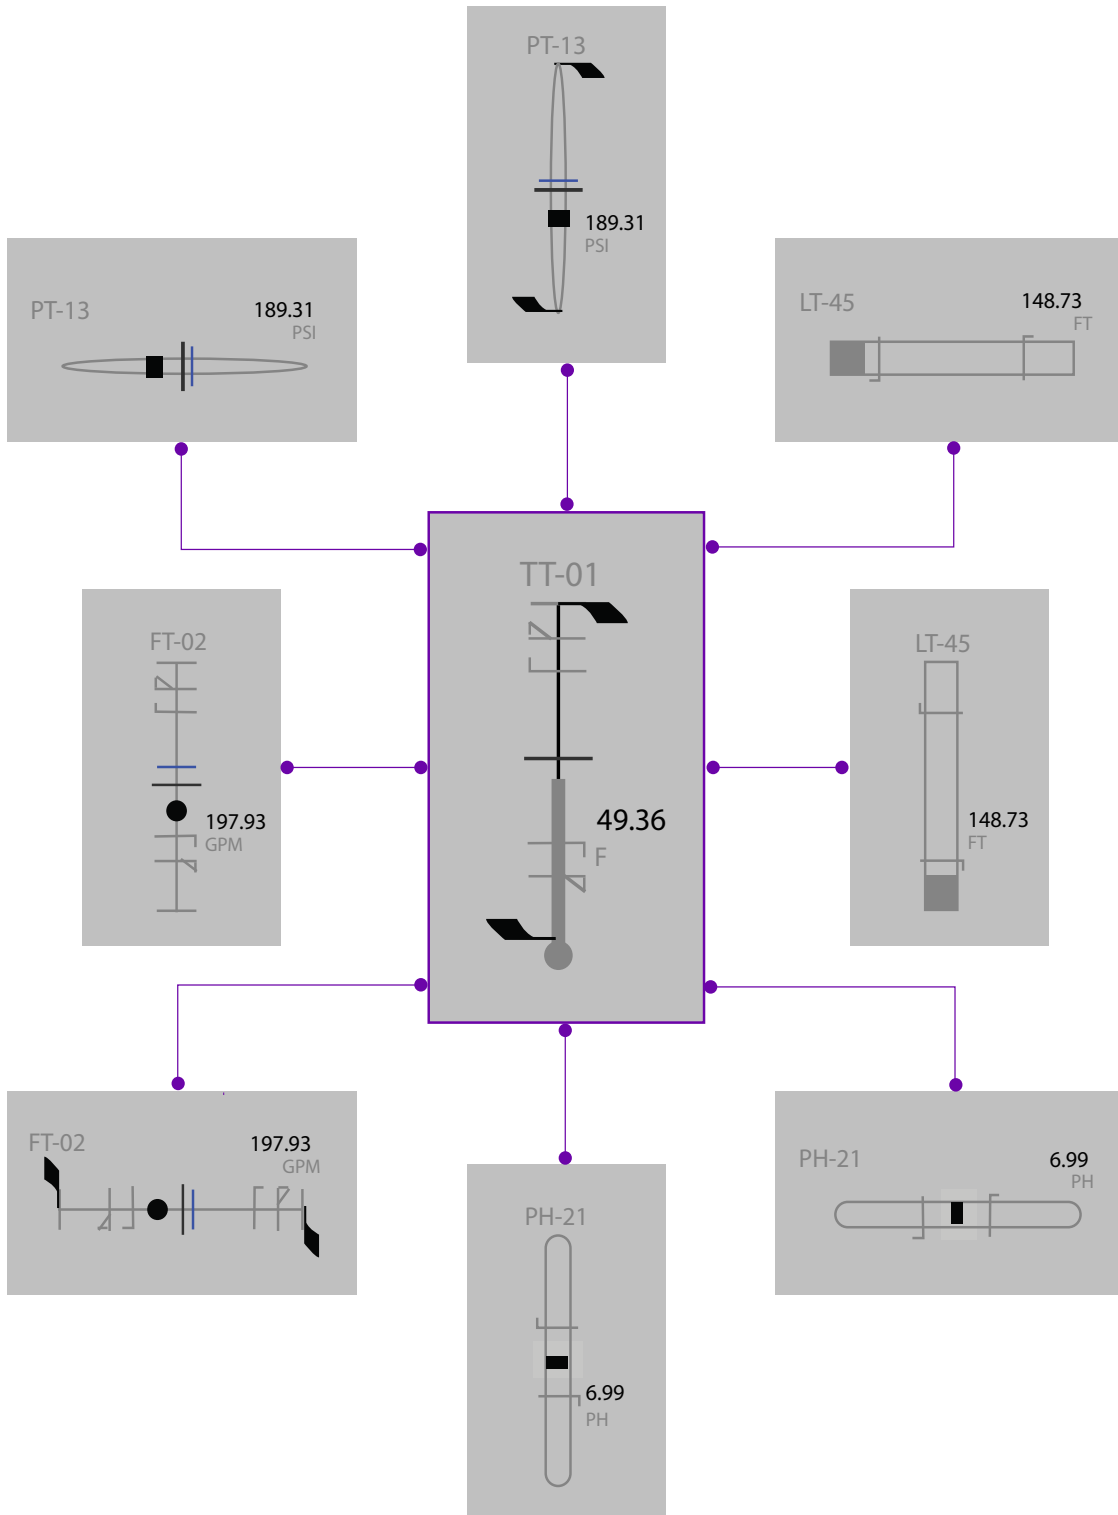 PT-13
189.31
PSI
PT-13
189.31
PSI
LT-45
148.73
FT
TT-01
49.36
F
FT-02
197.93
GPM
LT-45
148.73
FT
FT-02
197.93
GPM
PH-21
6.99
PH
PH-21
6.99
PH